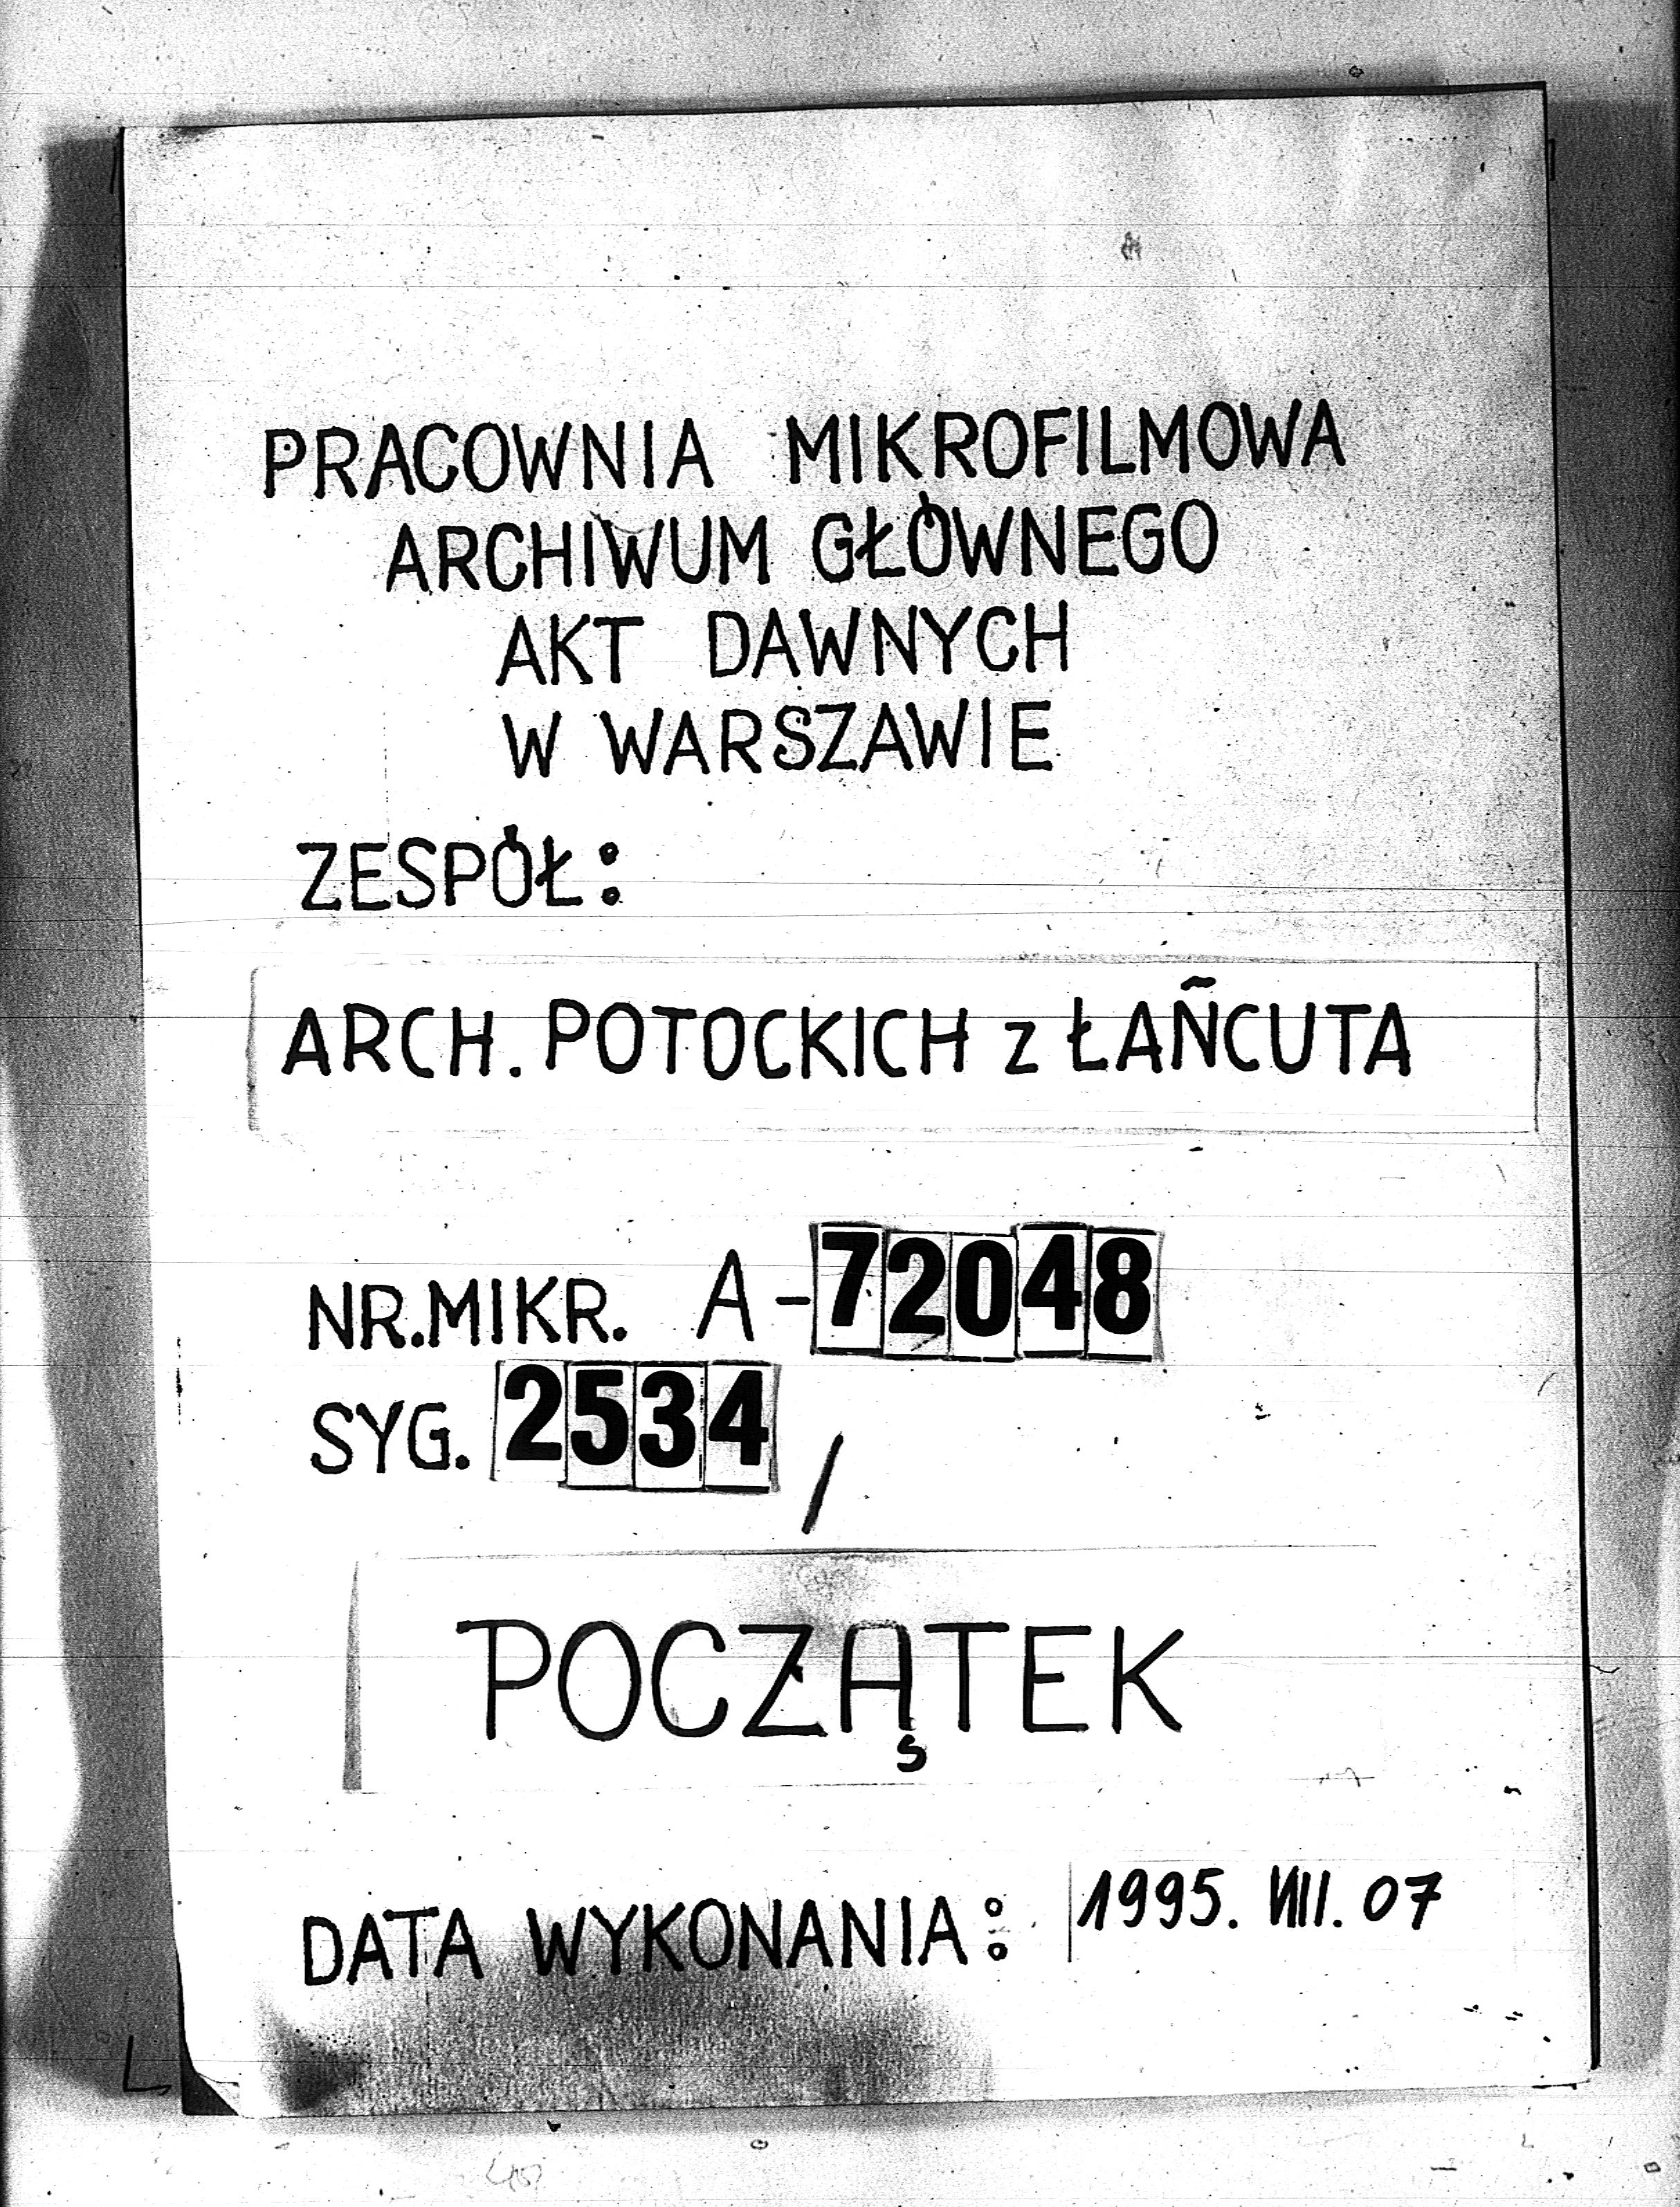 PRACOWNIA MIKROFILMOWA
ARCHIWUM GŁÓWNEGO
AKT DAWNYCH
W WARSZAWIE
ZESPÓŁ:
ARCH. POTOCKICH z ŁAŃCUTA
NR.MIKR. A-72048
SYG. 2534/
POCZĄTEK
DATA WYKONANIA: 1995. VIII. 07